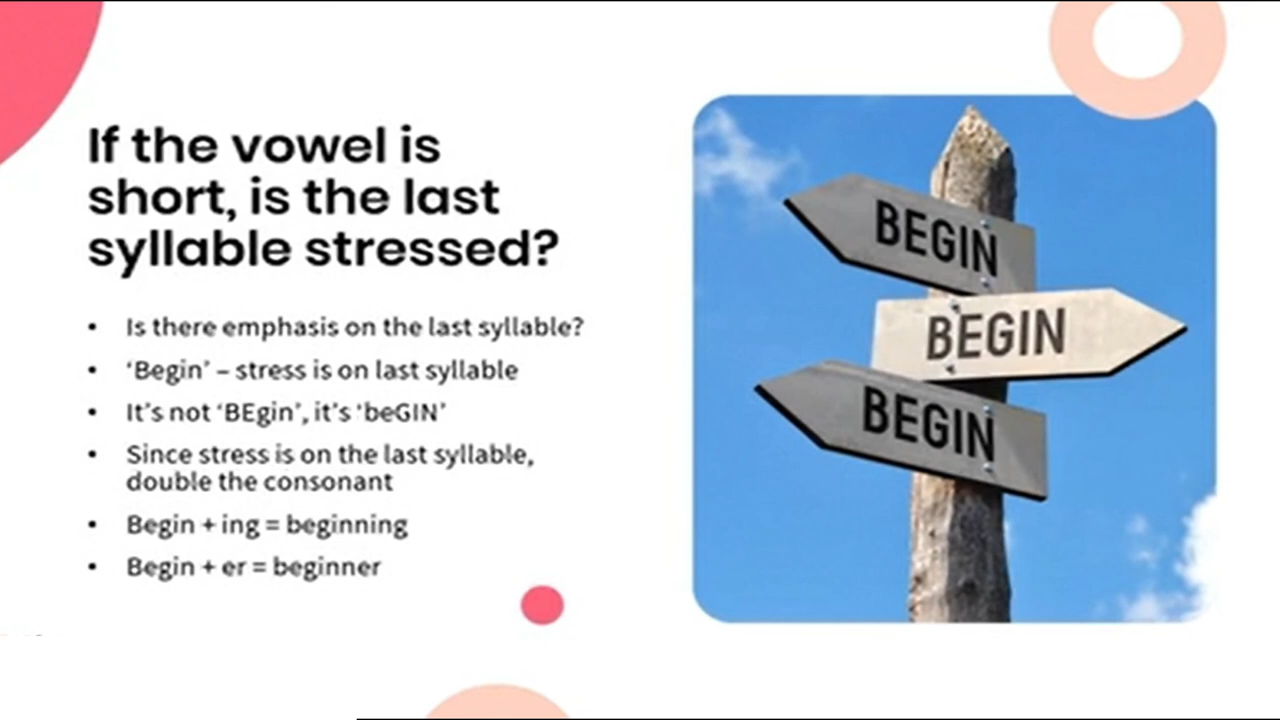 If the vowel is
short, is the last
syllable stressed?
• Is there emphasis on the last syllable?
• ‘Begin’ – stress is on last syllable
• It’s not ‘BEgin’, it’s ‘beGIN’
• Since stress is on the last syllable,
double the consonant
• Begin + ing = beginning
• Begin + er = beginner
BEGIN
BEGIN
BEGIN